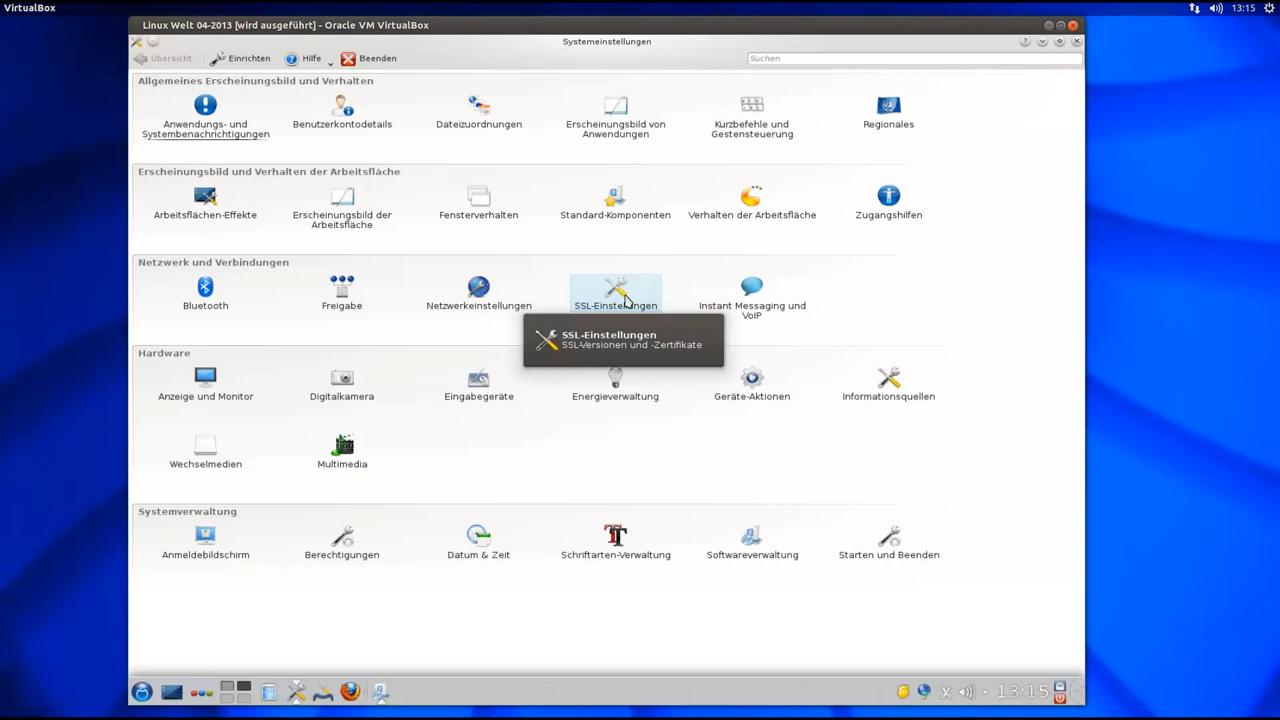 VirtualBox
13:15
Linux Welt 04-2013 [wird ausgeführt] - Oracle VM VirtualBox
Systemeinstellungen
Übersicht
Einrichten
Hilfe
Beenden
Suchen
Allgemeines Erscheinungsbild und Verhalten
Anwendungs- und
Systembenachrichtigungen
Benutzerkontodetails
Dateizuordnungen
Erscheinungsbild von
Anwendungen
Kurzbefehle und
Gestensteuerung
Regionales
Erscheinungsbild und Verhalten der Arbeitsfläche
Arbeitsflächen-Effekte
Erscheinungsbild der
Arbeitsfläche
Fensterverhalten
Standard-Komponenten
Verhalten der Arbeitsfläche
Zugangshilfen
Netzwerk und Verbindungen
Bluetooth
Freigabe
Netzwerkeinstellungen
SSL-Einstellungen
Instant Messaging und
VoIP
SSL-Einstellungen
SSL-Versionen und -Zertifikate
Hardware
Anzeige und Monitor
Digitalkamera
Eingabegeräte
Energieverwaltung
Geräte-Aktionen
Informationsquellen
Wechselmedien
Multimedia
Systemverwaltung
Anmeldebildschirm
Berechtigungen
Datum & Zeit
Schriftarten-Verwaltung
Softwareverwaltung
Starten und Beenden
13:15